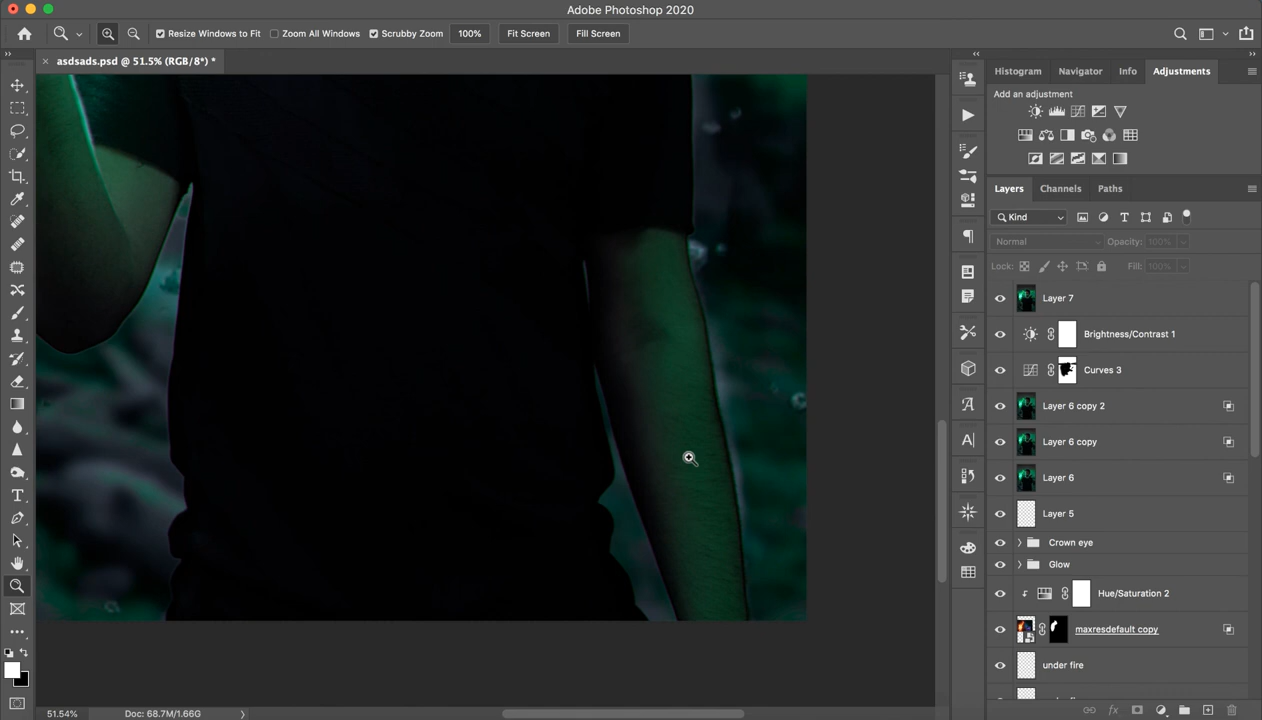 Adobe Photoshop 2020
Resize Windows to Fit Zoom All Windows Scrubby Zoom 100% Fit Screen Fill Screen
asdsads.psd @ 51.5% (RGB/8*) *
Histogram Navigator Info Adjustments
Add an adjustment
Layers Channels Paths
Kind
Normal Opacity: 100%
Lock: Fill: 100%
Layer 7
Brightness/Contrast 1
Curves 3
Layer 6 copy 2
Layer 6 copy
Layer 6
Layer 5
Crown eye
Glow
Hue/Saturation 2
maxresdefault copy
under fire
51.54% Doc: 68.7M/1.66G